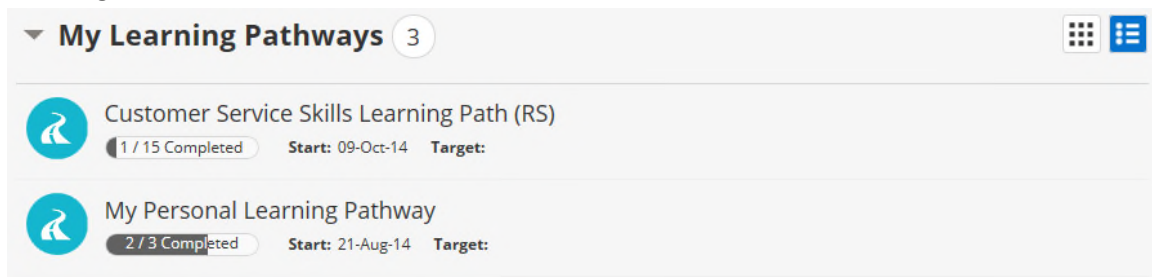 My Learning Pathways 3
Customer Service Skills Learning Path (RS)
1 / 15 Completed Start: 09-Oct-14 Target:
My Personal Learning Pathway
2 / 3 Completed Start: 21-Aug-14 Target: